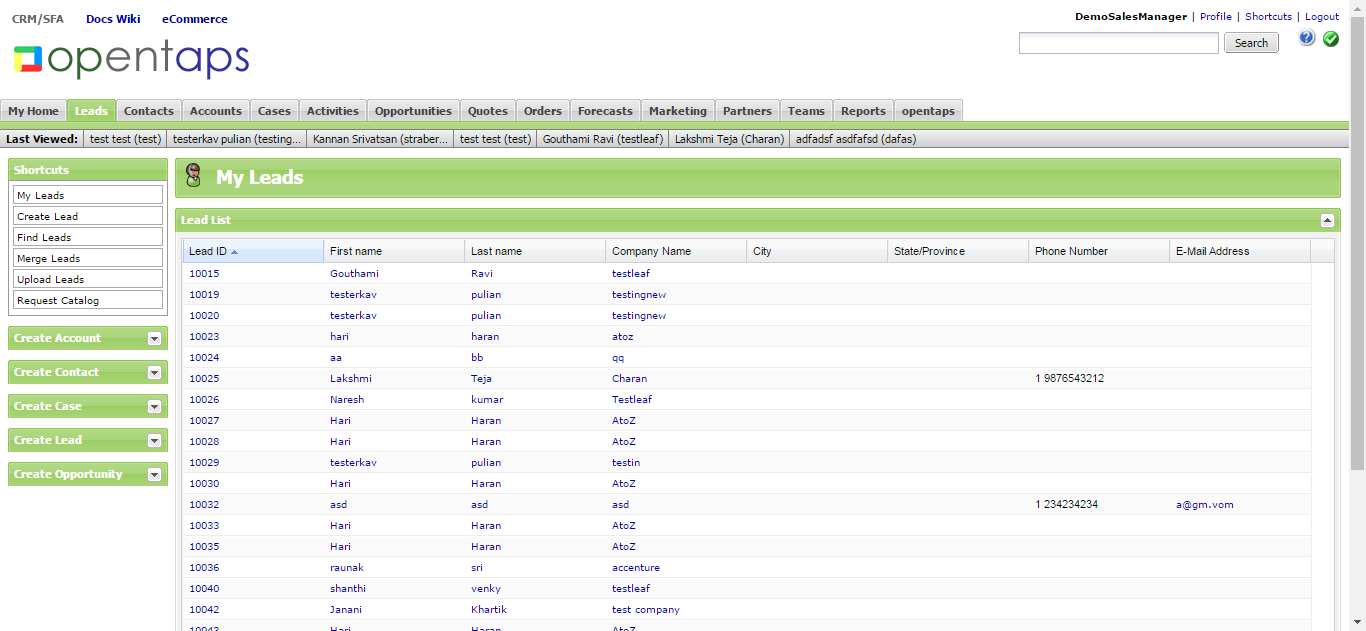 CRM/SFA Docs Wiki eCommerce
DemoSalesManager | Profile | Shortcuts | Logout
opentaps
Search
My Home Leads Contacts Accounts Cases Activities Opportunities Quotes Orders Forecasts Marketing Partners Teams Reports opentaps
Last Viewed: test test (test) testerkav pulian (testing... Kannan Srivatsan (straber... test test (test) Gouthami Ravi (testleaf) Lakshmi Teja (Charan) adfadsf asdfafsd (dafas)
Shortcuts
My Leads
Create Lead
Find Leads
Merge Leads
Upload Leads
Request Catalog
Create Account
Create Contact
Create Case
Create Lead
Create Opportunity
My Leads
Lead List
Lead ID First name Last name Company Name City State/Province Phone Number E-Mail Address
10015 Gouthami Ravi testleaf
10019 testerkav pulian testingnew
10020 testerkav pulian testingnew
10023 hari haran atoz
10024 aa bb qq
10025 Lakshmi Teja Charan 1 9876543212
10026 Naresh kumar Testleaf
10027 Hari Haran AtoZ
10028 Hari Haran AtoZ
10029 testerkav pulian testin
10030 Hari Haran AtoZ
10032 asd asd asd 1 234234234 a@gm.vom
10033 Hari Haran AtoZ
10035 Hari Haran AtoZ
10036 raunak sri accenture
10040 shanthi venky testleaf
10042 Janani Khartik test company
10043 Hari Haran AtoZ